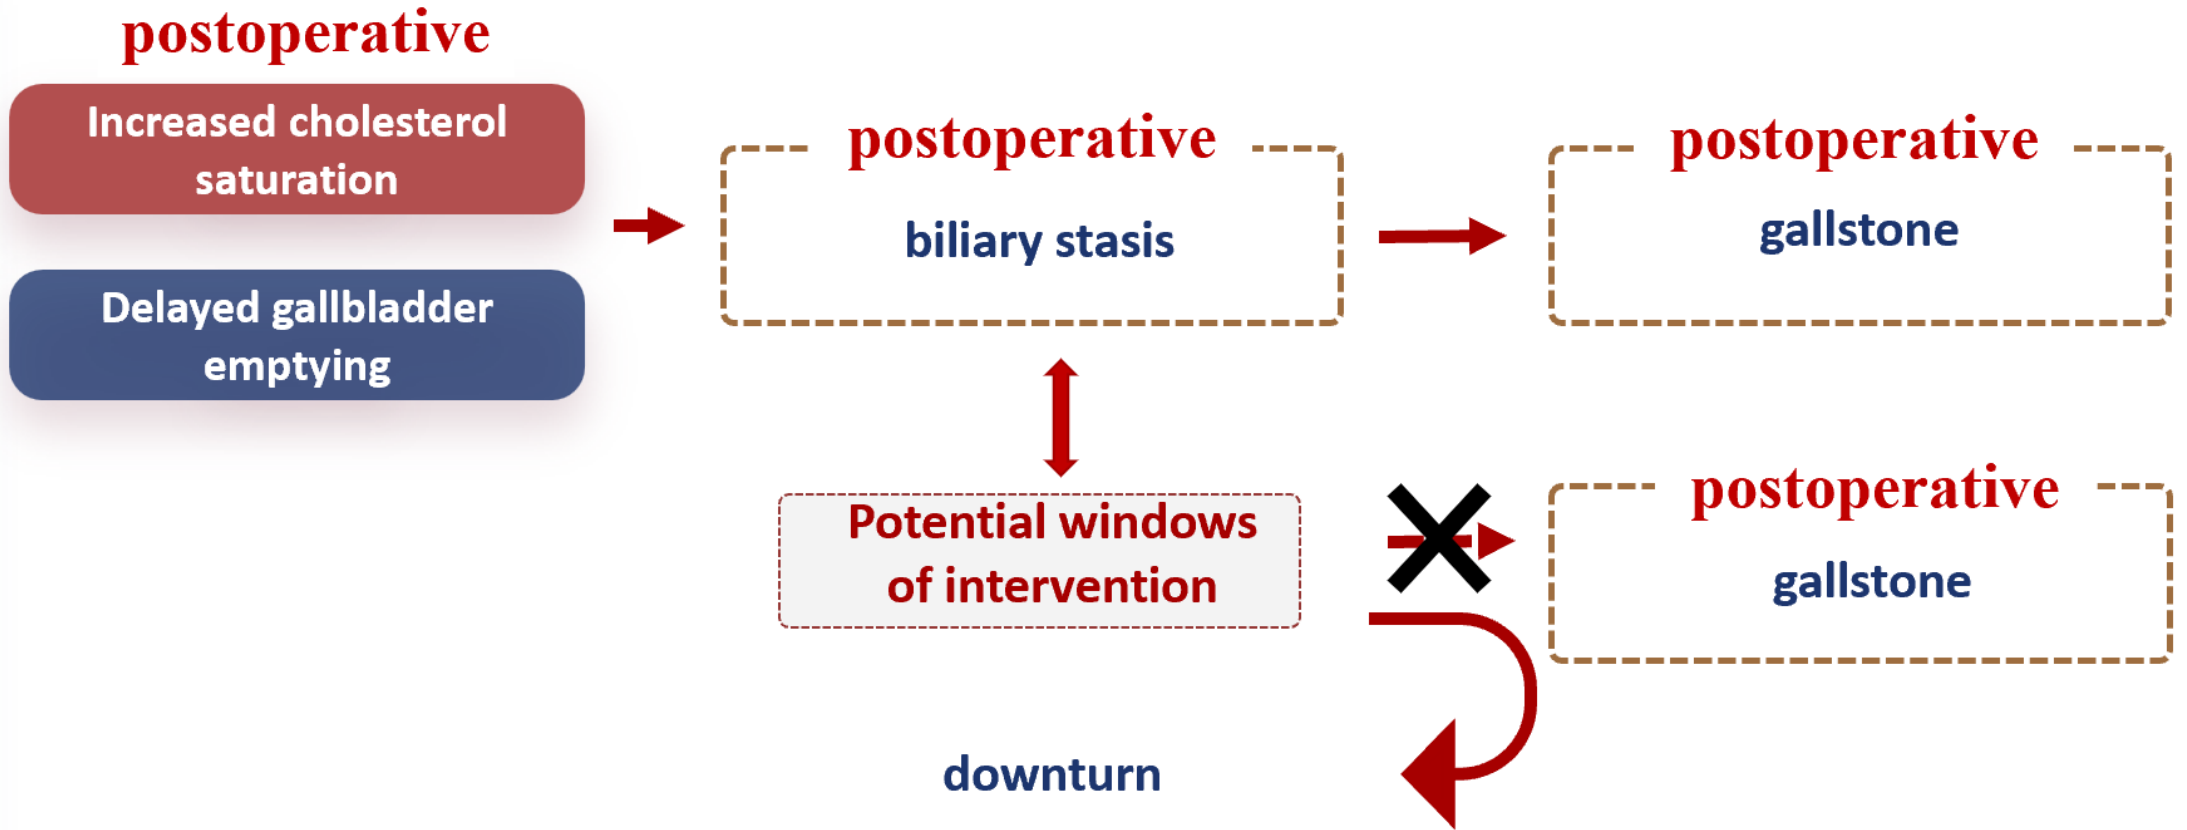 postoperative
Increased cholesterol
saturation
Delayed gallbladder
emptying
postoperative
biliary stasis
postoperative
gallstone
Potential windows
of intervention
postoperative
gallstone
downturn